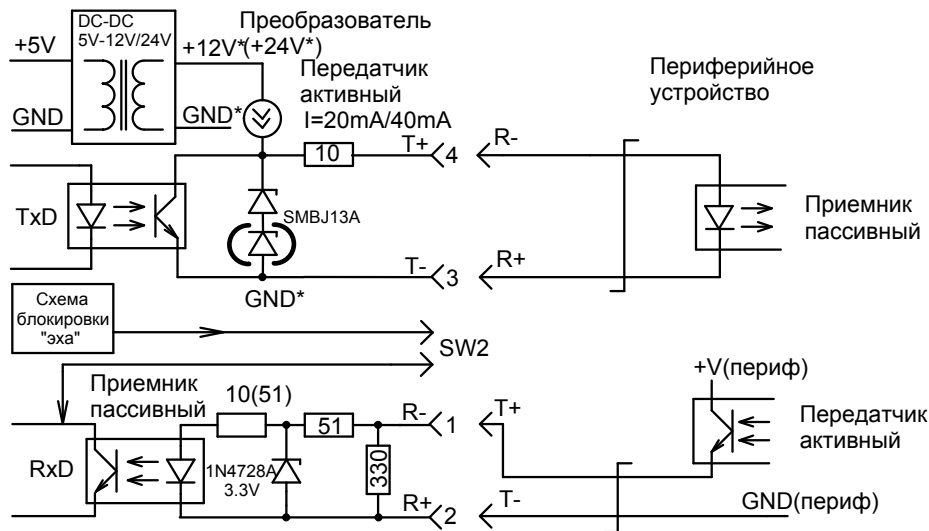 DC-DC
5V-12V/24V
+5V
GND
+12V*
(+24V*)
GND*
Преобразователь
Передатчик
активный
I=20mA/40mA
Периферийное
устройство
10
T+
4
R-
TxD
SMBJ13A
Приемник
пассивный
T-
3
R+
GND*
Схема
блокировки
"эха"
SW2
Приемник
пассивный
10(51)
51
R-
1
T+
+V(периф)
Передатчик
активный
RxD
1N4728A
3.3V
330
R+
2
T-
GND(периф)